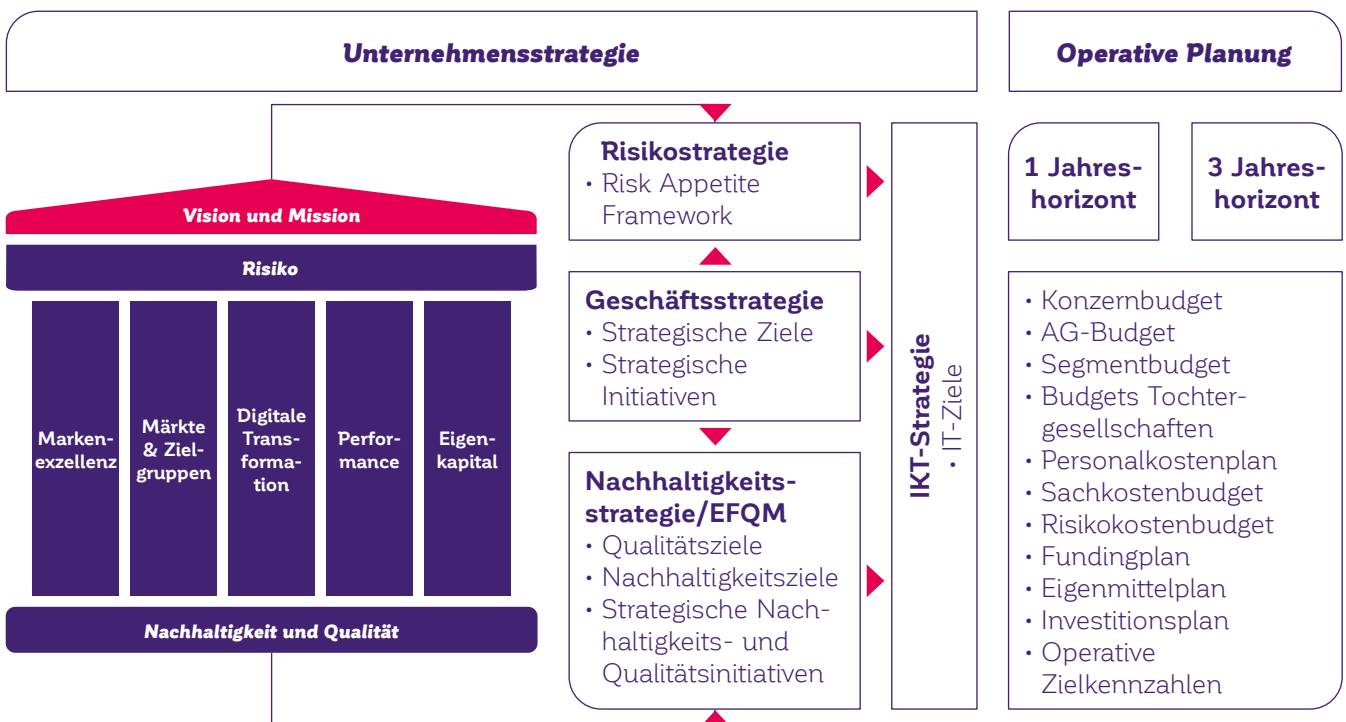 Unternehmensstrategie
Operative Planung
Vision und Mission
Risiko
Marken-
exzellenz
Märkte
& Ziel-
gruppen
Digitale
Trans-
forma-
tion
Perfor-
mance
Eigen-
kapital
Nachhaltigkeit und Qualität
Risikostrategie
• Risk Appetite
Framework
Geschäftsstrategie
• Strategische Ziele
• Strategische
Initiativen
Nachhaltigkeits-
strategie/EFQM
• Qualitätsziele
• Nachhaltigkeitsziele
• Strategische Nach-
haltigkeits- und
Qualitätsinitiativen
IKT-Strategie
• IT-Ziele
1 Jahres-
horizont
3 Jahres-
horizont
• Konzernbudget
• AG-Budget
• Segmentbudget
• Budgets Tochter-
gesellschaften
• Personalkostenplan
• Sachkostenbudget
• Risikokostenbudget
• Fundingplan
• Eigenmittelplan
• Investitionsplan
• Operative
Zielkennzahlen